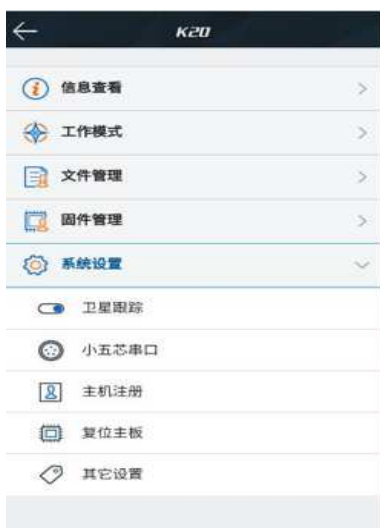 K20
信息查看
工作模式
文件管理
固件管理
系统设置
卫星跟踪
小五芯串口
主机注册
复位主板
其它设置